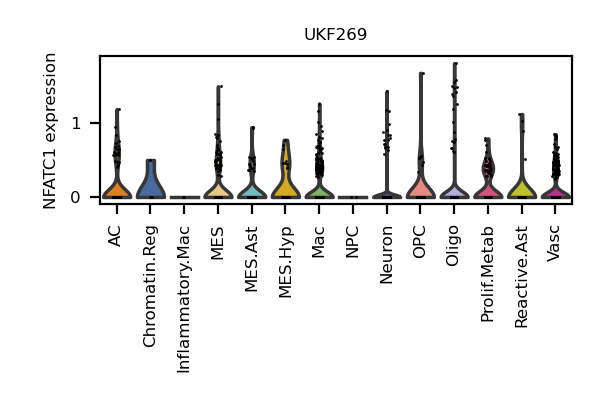 UKF269
NFATC1 expression
1
0
AC
Chromatin.Reg
Inflammatory.Mac
MES
MES.Ast
MES.Hyp
Mac
NPC
Neuron
OPC
Oligo
Prolif.Metab
Reactive.Ast
Vasc